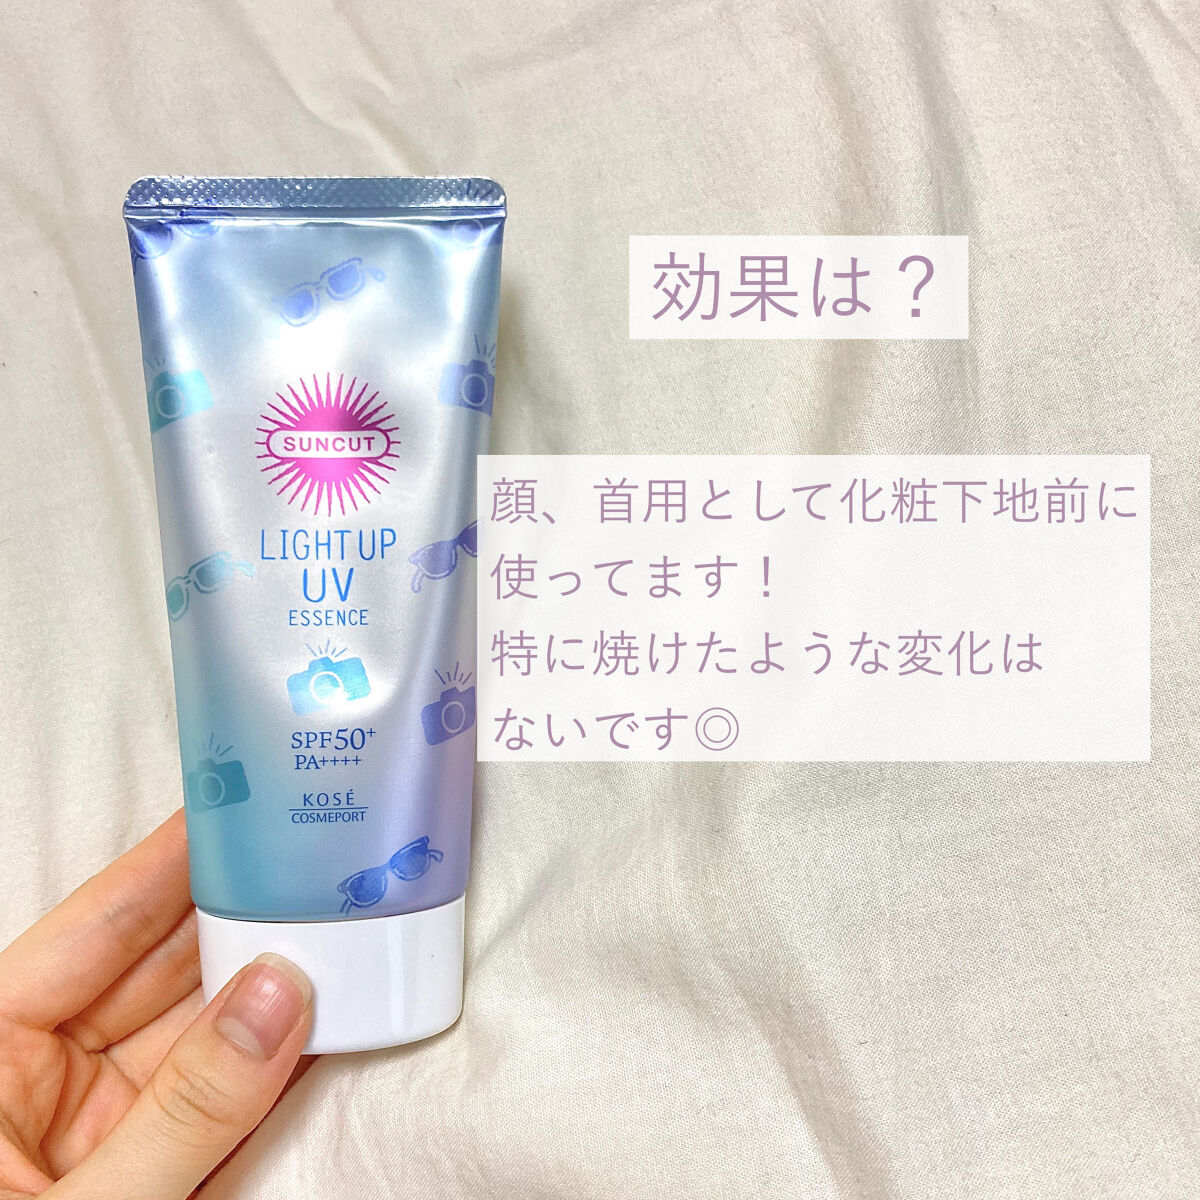 効果は？
SUNCUT
LIGHT UP
UV
ESSENCE
SPF50+
PA++++
KOSÉ
COSMEPORT
顔、首用として化粧下地前に
使ってます！
特に焼けたような変化は
ないです◎